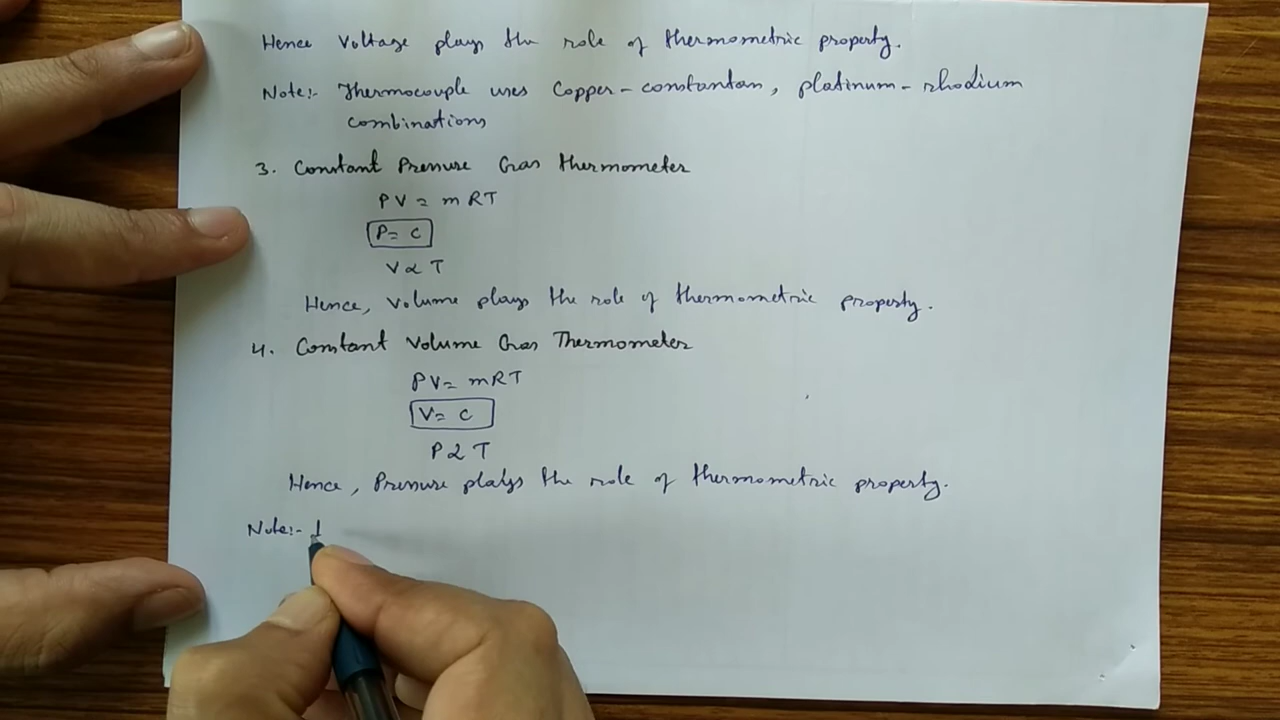 Hence Voltage plays the role of thermometric property.
Note:- Thermocouple uses Copper-constantan, platinum-rhodium
combinations
3. Constant Pressure Gas thermometer
PV = mRT
P = C
V ∝ T
Hence, Volume plays the role of thermometric property.
4. Constant Volume Gas Thermometer
PV = mRT
V = C
P ∝ T
Hence, Pressure plays the role of thermometric property.
Note:-